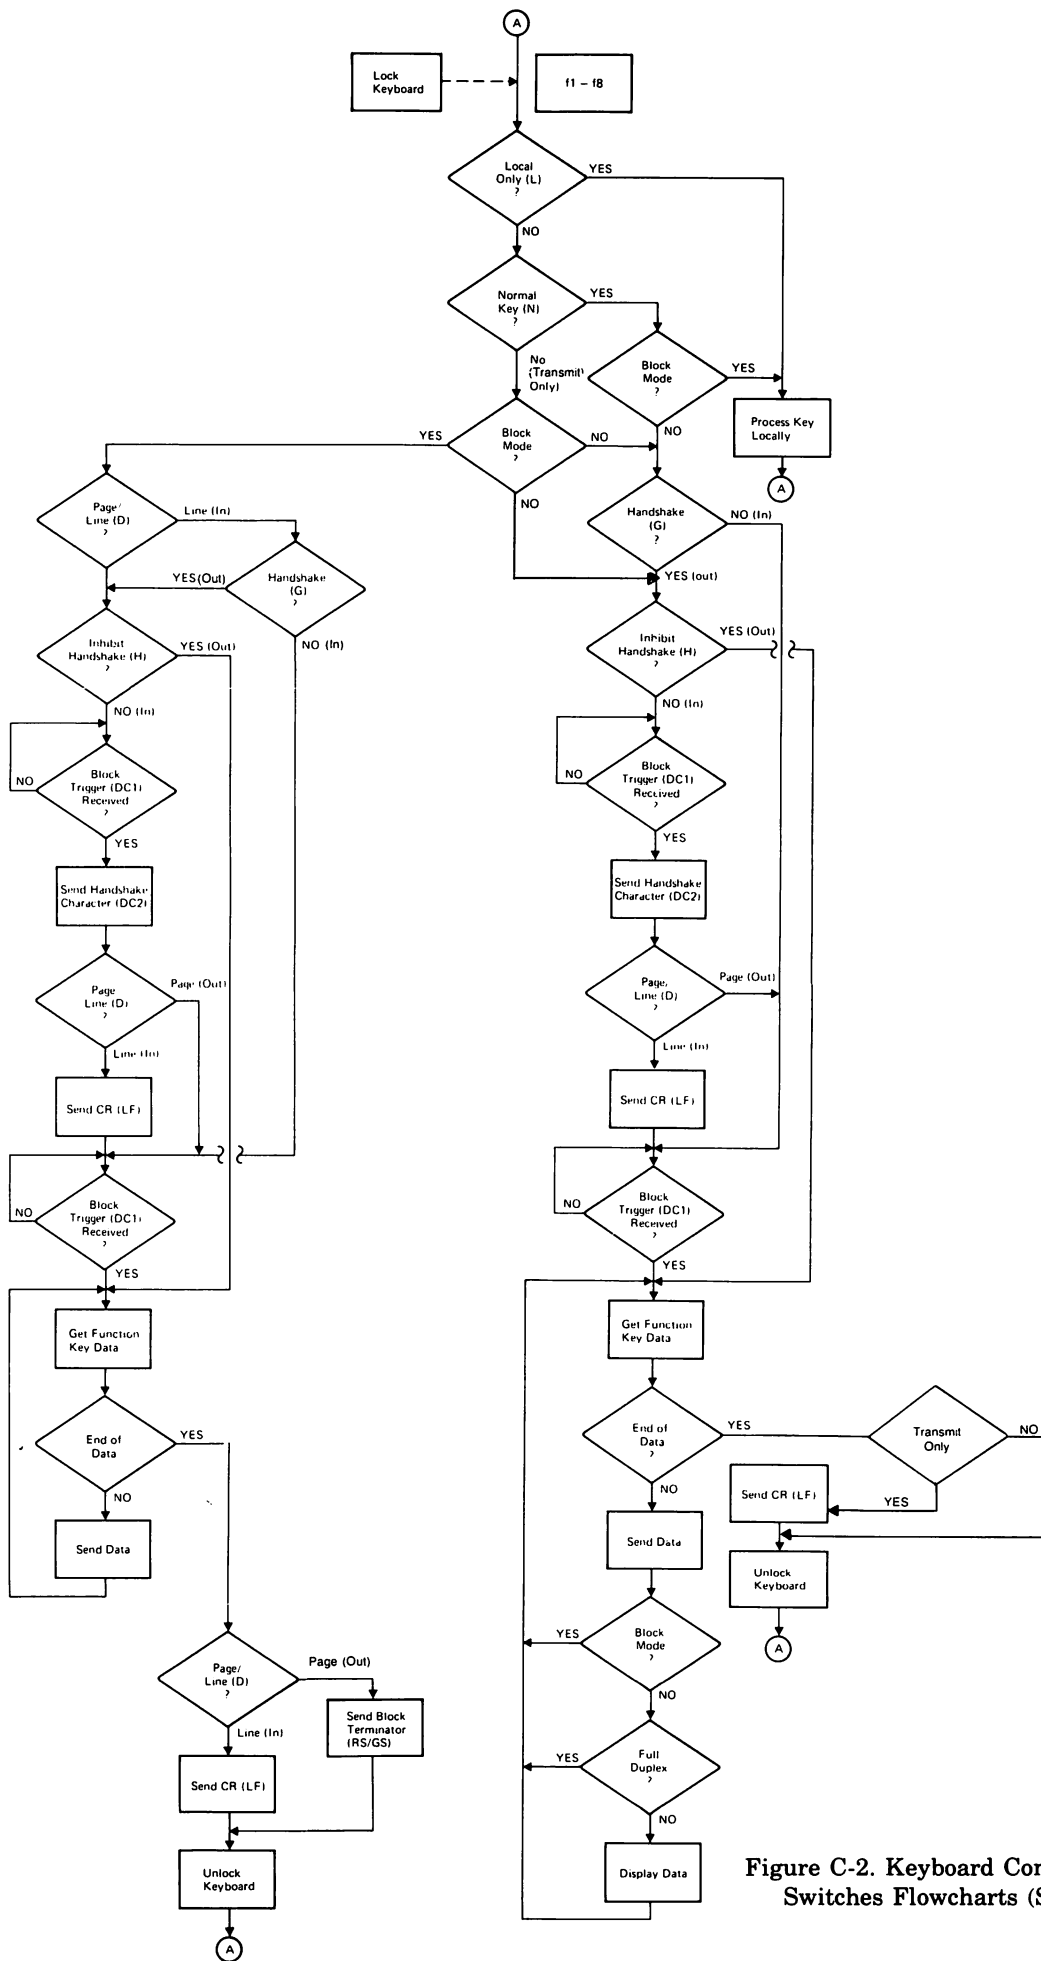 A
Lock
Keyboard
f1 – f8
Local
Only (L)
?
YES
NO
Normal
Key (N)
?
YES
No
(Transmit
Only)
Block
Mode
?
YES
NO
Process Key
Locally
A
Block
Mode
?
YES
NO
NO
Page/
Line (D)
?
Line (In)
Handshake
(G)
?
YES (Out)
NO (In)
Handshake
(G)
?
NO (In)
YES (out)
Inhibit
Handshake (H)
?
YES (Out)
NO (In)
Block
Trigger (DC1)
Received
?
NO
YES
Send Handshake
Character (DC2)
Page
Line (D)
?
Page (Out)
Line (In)
Send CR (LF)
Block
Trigger (DC1)
Received
?
NO
YES
Get Function
Key Data
End of
Data
YES
NO
Send Data
Page/
Line (D)
?
Page (Out)
Line (In)
Send Block
Terminator
(RS/GS)
Send CR (LF)
Unlock
Keyboard
A
Inhibit
Handshake (H)
?
YES (Out)
NO (In)
Block
Trigger (DC1)
Received
?
NO
YES
Send Handshake
Character (DC2)
Page/
Line (D)
?
Page (Out)
Line (In)
Send CR (LF)
Block
Trigger (DC1)
Received
?
NO
YES
Get Function
Key Data
End of
Data
?
YES
NO
Transmit
Only
NO
YES
Send CR (LF)
Unlock
Keyboard
A
Send Data
Block
Mode
?
YES
NO
Full
Duplex
?
YES
NO
Display Data
Figure C-2. Keyboard Con
Switches Flowcharts (S